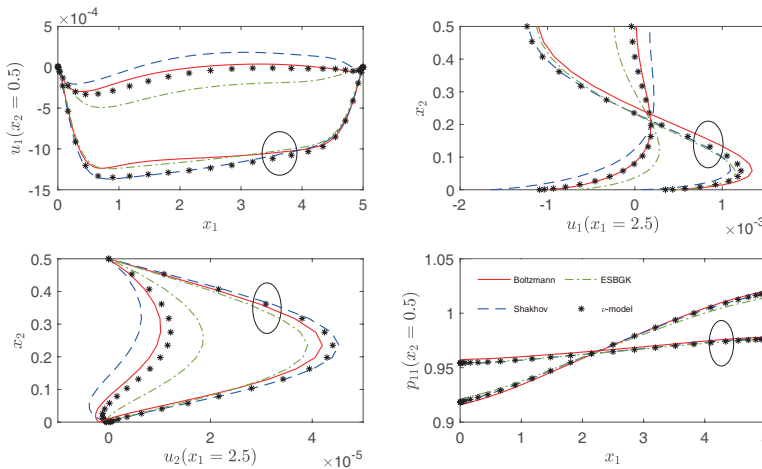 ×10⁻⁴
5
0
-5
-10
-15
u₁(x₂ = 0.5)
0 1 2 3 4 5
x₁
0.5
0.4
0.3
0.2
0.1
0
x₂
-2 -1 0 1 2
×10⁻³
u₁(x₁ = 2.5)
0.5
0.4
0.3
0.2
0.1
0
x₂
0 2 4
×10⁻⁵
u₂(x₁ = 2.5)
1.05
1
0.95
0.9
p₁₁(x₂ = 0.5)
Boltzmann ESBGK
Shakhov ν-model
0 1 2 3 4 5
x₁